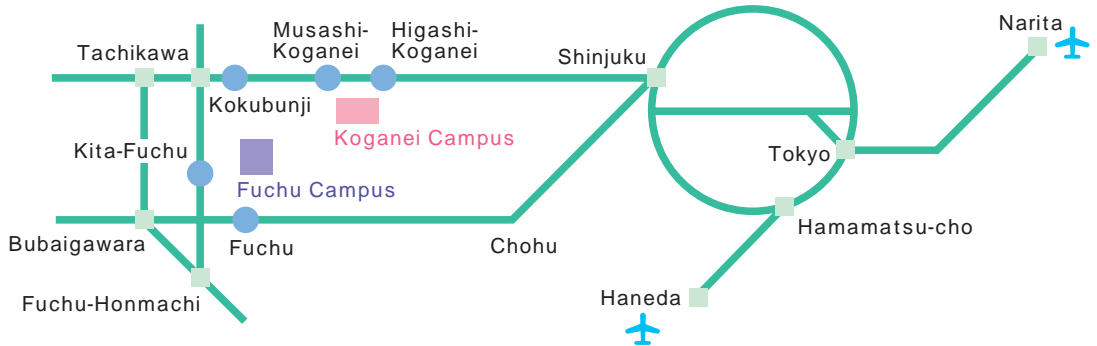 Narita
Musashi-
Koganei
Higashi-
Koganei
Tachikawa
Shinjuku
Kokubunji
Koganei Campus
Kita-Fuchu
Tokyo
Fuchu Campus
Hamamatsu-cho
Bubaigawara
Fuchu
Chohu
Fuchu-Honmachi
Haneda